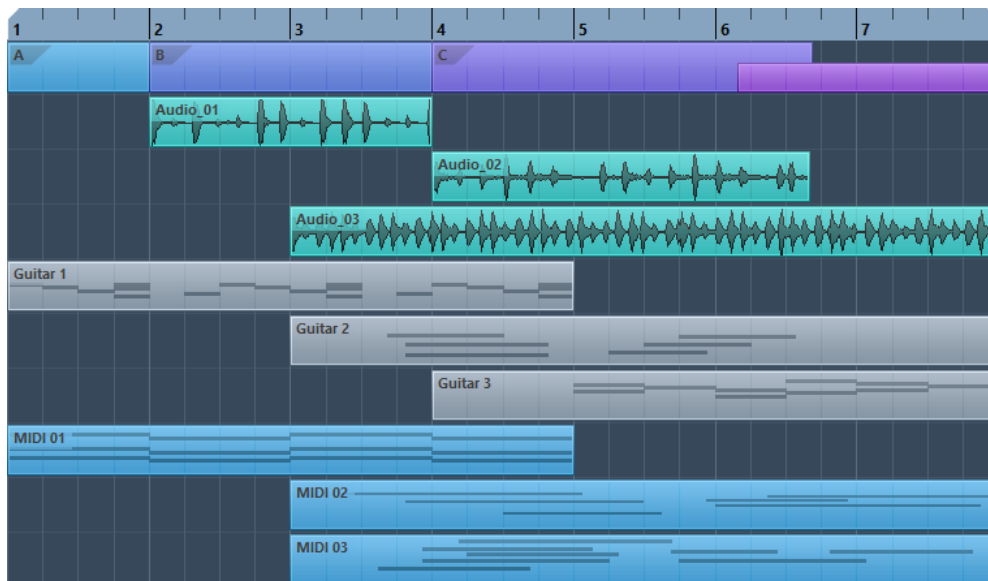 1 2 3 4 5 6 7
A B C
Audio_01
Audio_02
Audio_03
Guitar 1
Guitar 2
Guitar 3
MIDI 01
MIDI 02
MIDI 03